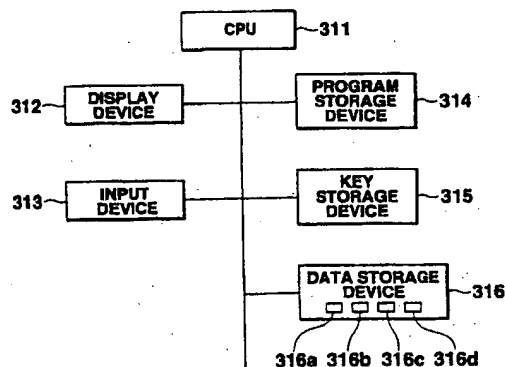 CPU
311
312
DISPLAY
DEVICE
PROGRAM
STORAGE
DEVICE
314
313
INPUT
DEVICE
KEY
STORAGE
DEVICE
315
DATA STORAGE
DEVICE
316
316a 316b 316c 316d